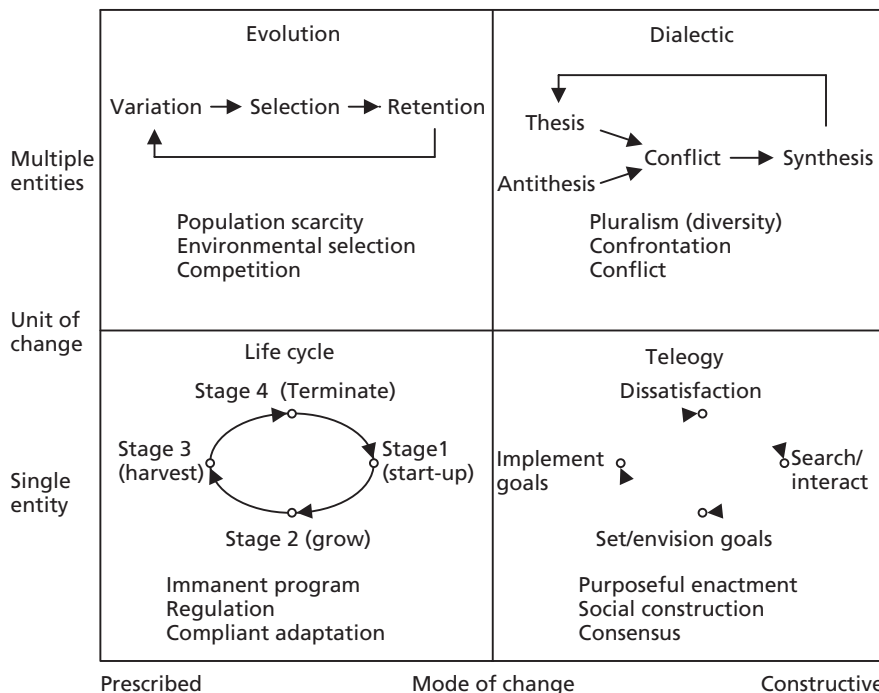 Evolution
Variation Selection Retention
Population scarcity
Environmental selection
Competition
Dialectic
Thesis
Antithesis
Conflict
Synthesis
Pluralism (diversity)
Confrontation
Conflict
Multiple
entities
Unit of
change
Single
entity
Life cycle
Stage 4 (Terminate)
Stage 3
(harvest)
Stage1
(start-up)
Stage 2 (grow)
Immanent program
Regulation
Compliant adaptation
Teleogy
Dissatisfaction
Implement
goals
Search/
interact
Set/envision goals
Purposeful enactment
Social construction
Consensus
Prescribed Mode of change Constructive